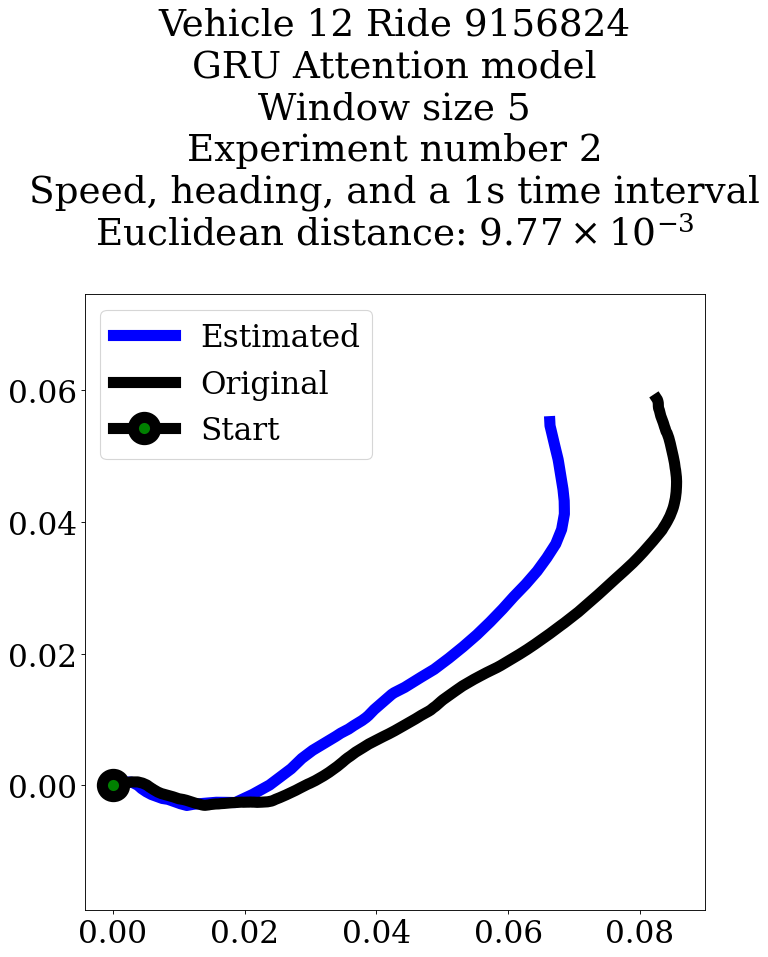 Vehicle 12 Ride 9156824
GRU Attention model
Window size 5
Experiment number 2
Speed, heading, and a 1s time interval
Euclidean distance: 9.77 × 10⁻³
Estimated
Original
Start
0.06
0.04
0.02
0.00
0.00 0.02 0.04 0.06 0.08